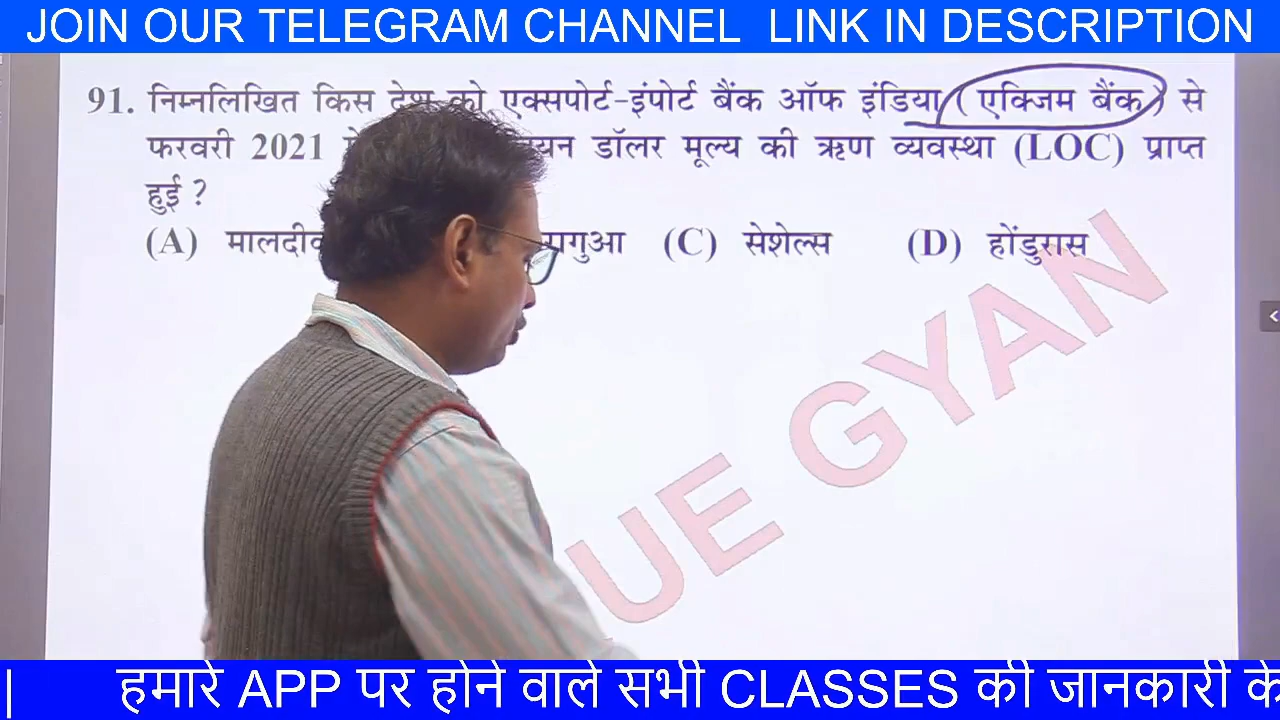 JOIN OUR TELEGRAM CHANNEL LINK IN DESCRIPTION
91. निम्नलिखित किस देश को एक्सपोर्ट-इंपोर्ट बैंक ऑफ इंडिया ( एक्जिम बैंक ) से
फरवरी 2021 डॉलर मूल्य की ऋण व्यवस्था (LOC) प्राप्त
हुई ?
(A) (C) सेशेल्स (D) होंडुरास
UE GYAN
| हमारे APP पर होने वाले सभी CLASSES की जानकारी के